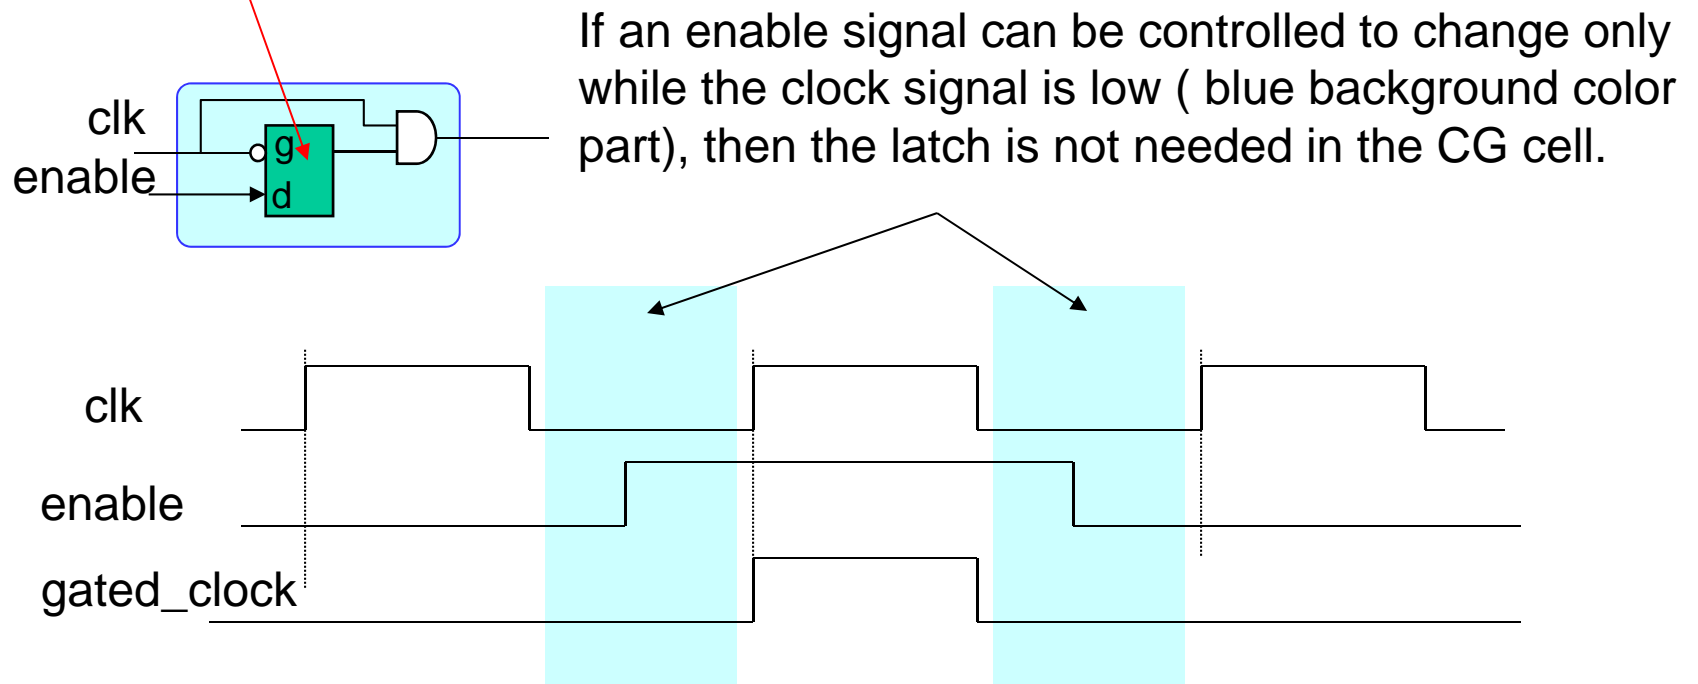 If an enable signal can be controlled to change only
while the clock signal is low ( blue background color
part), then the latch is not needed in the CG cell.
clk
enable
g
d
clk
enable
gated_clock